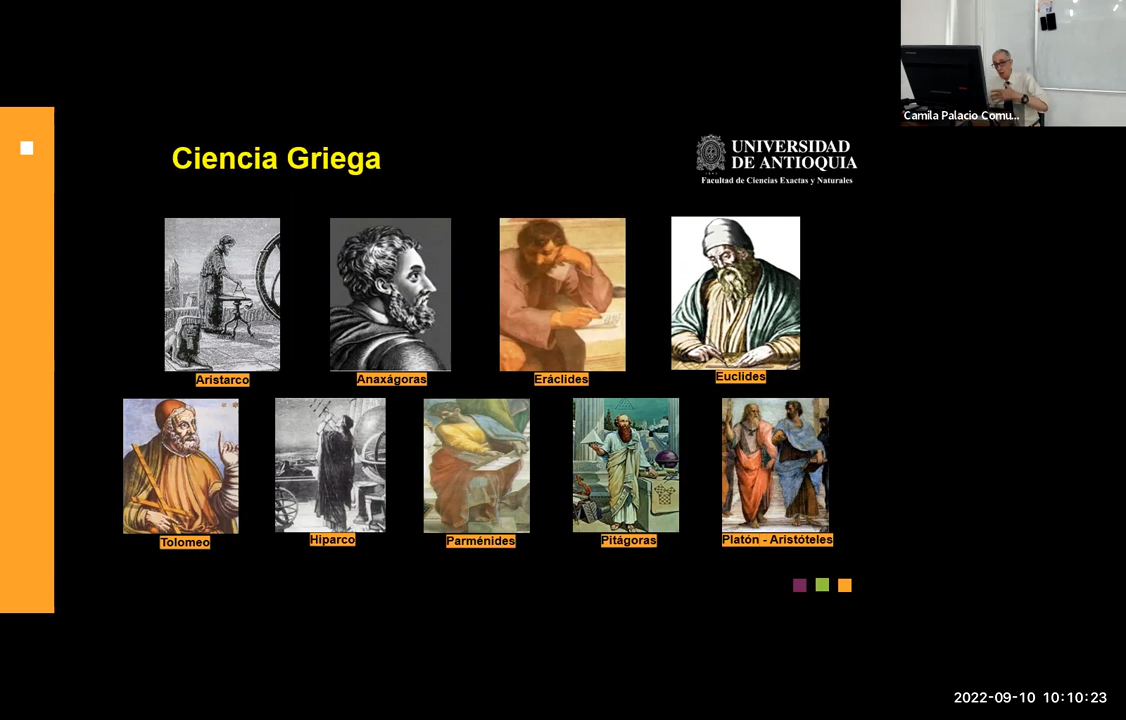 Camila Palacio Comu...
Ciencia Griega
UNIVERSIDAD
DE ANTIOQUIA
Facultad de Ciencias Exactas y Naturales
Aristarco
Anaxágoras
Eráclides
Euclides
Tolomeo
Hiparco
Parménides
Pitágoras
Platón - Aristóteles
2022-09-10 10:10:23